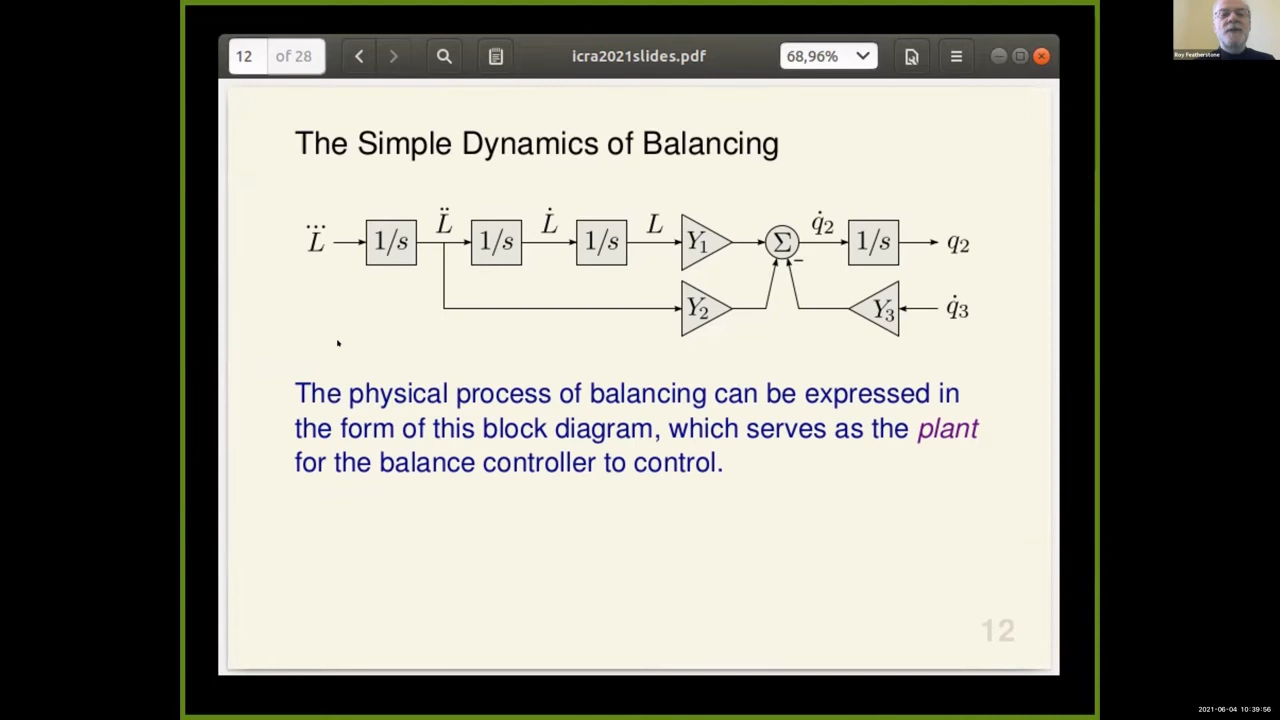 12 of 28
icra2021slides.pdf
68,96%
Roy Featherstone
The Simple Dynamics of Balancing
L⃛ 1/s L̈ 1/s L̇ 1/s L Y₁ Σ q̇₂ 1/s q₂
Y₂ − Y₃ q̇₃
The physical process of balancing can be expressed in
the form of this block diagram, which serves as the plant
for the balance controller to control.
12
2021-06-04 10:39:56